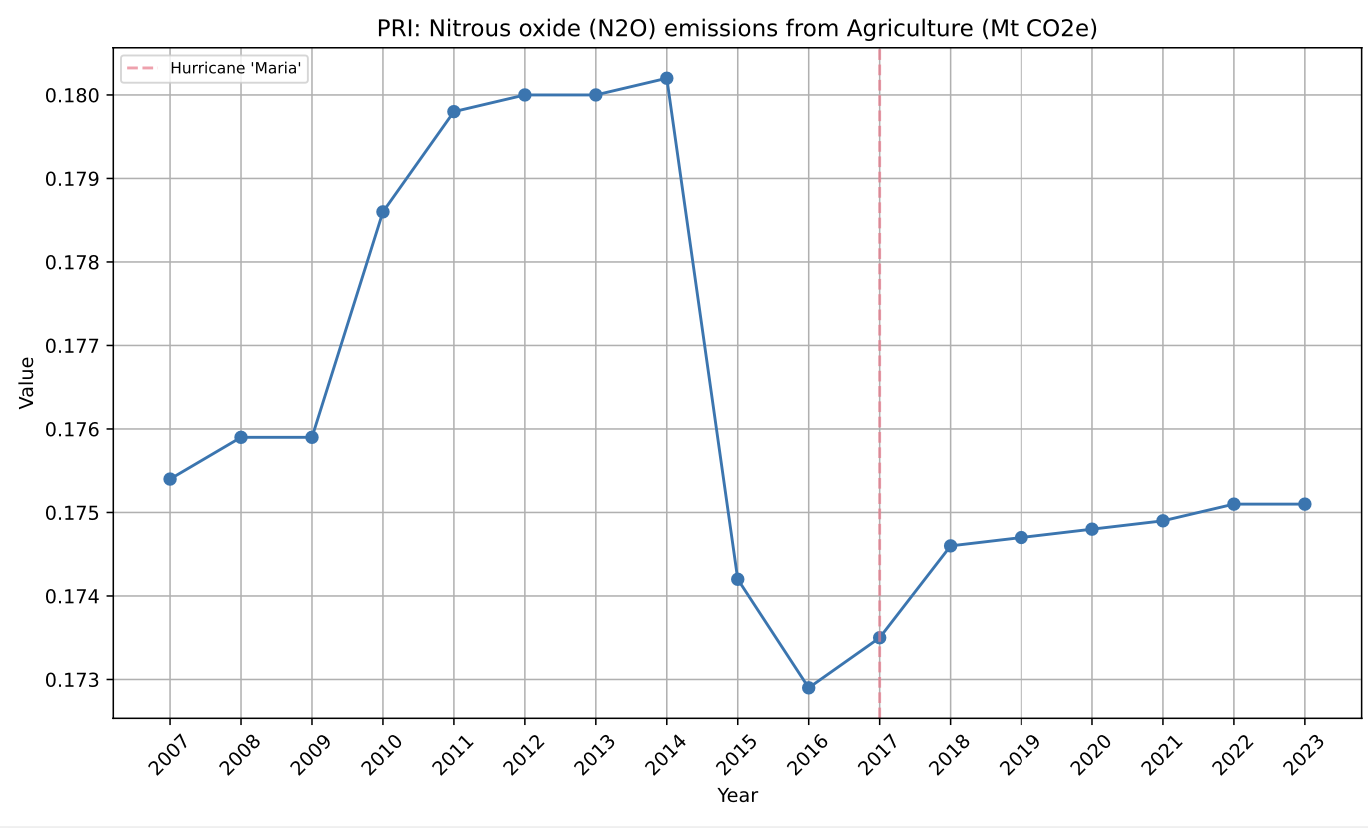 PRI: Nitrous oxide (N2O) emissions from Agriculture (Mt CO2e)
Hurricane 'Maria'
0.180
0.179
0.178
0.177
0.176
0.175
0.174
0.173
Value
2007 2008 2009 2010 2011 2012 2013 2014 2015 2016 2017 2018 2019 2020 2021 2022 2023
Year